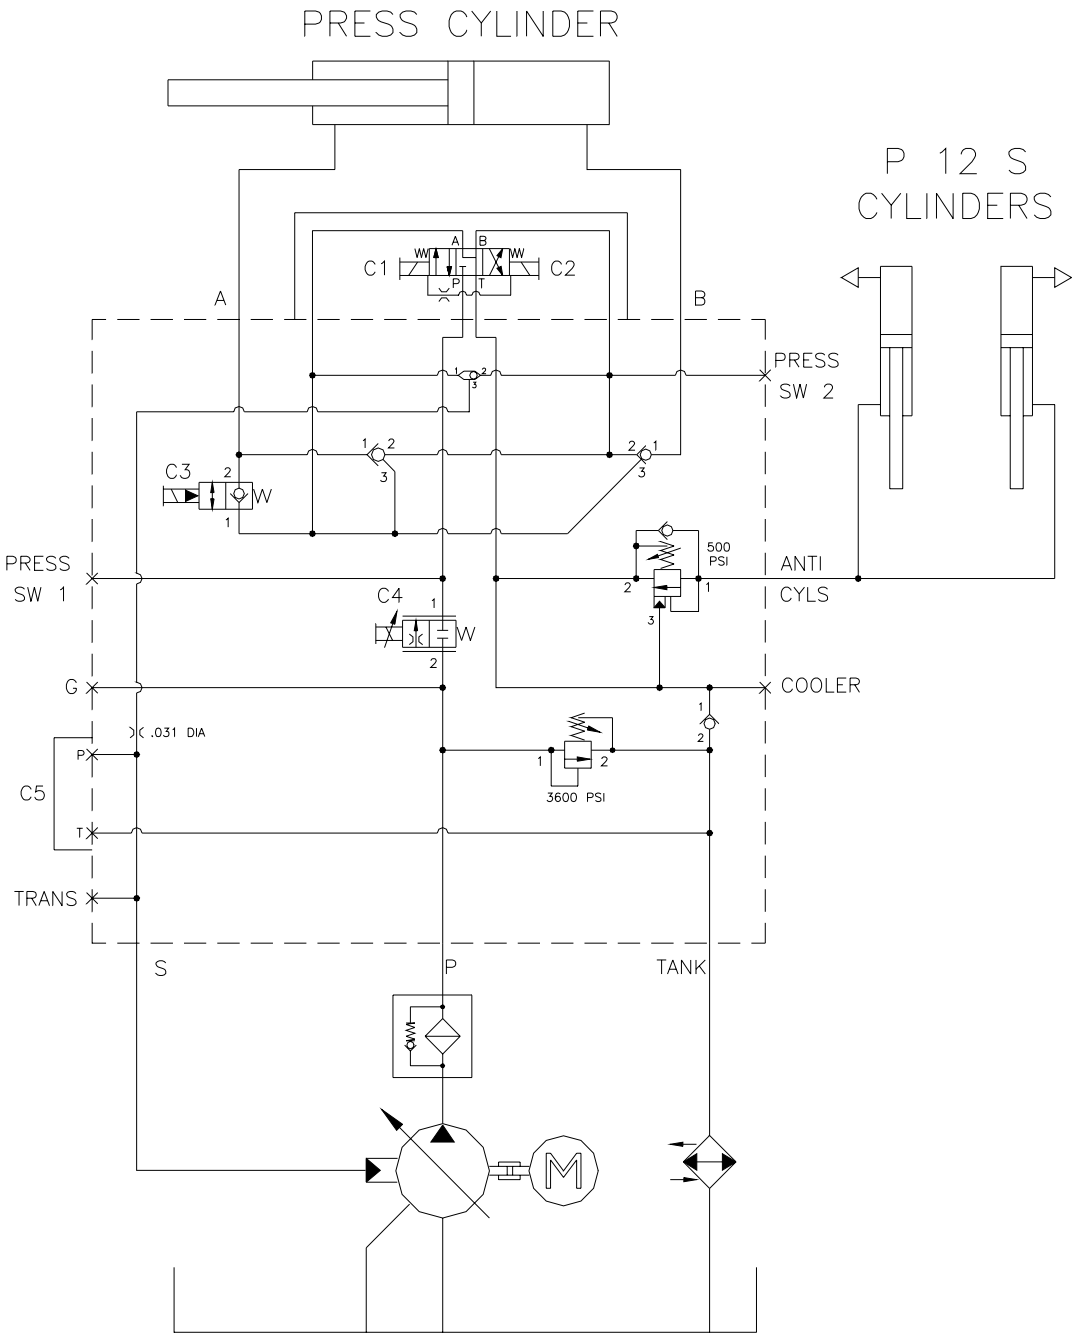 PRESS CYLINDER
P 12 S
CYLINDERS
A B
C1 C2
P T
A B
PRESS
SW 2
1 2
3
1 2
3
2 1
3
C3 2
1
PRESS
SW 1
500
PSI
2 1
3
ANTI
CYLS
C4 1
2
G
COOLER
1
2
.031 DIA
P
C5
T
1 2
3600 PSI
TRANS
S P TANK
M